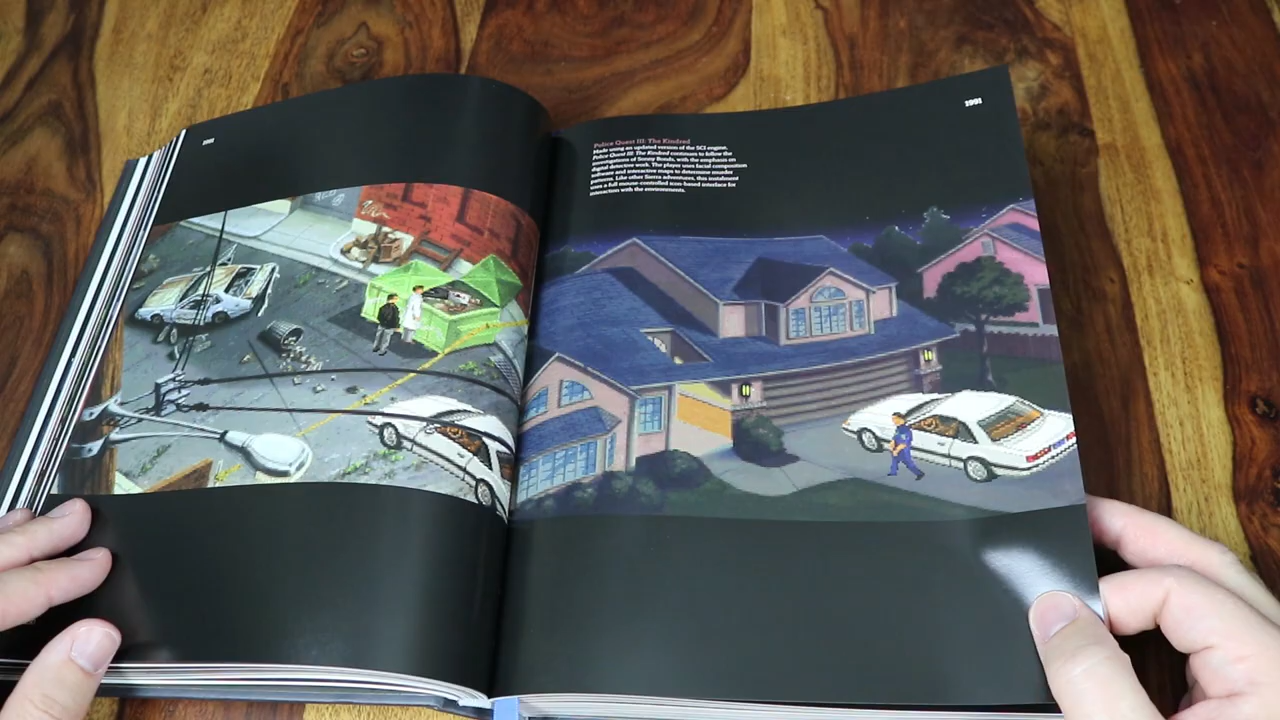 1991
1991
Police Quest III: The Kindred
Made using an updated version of the SCI engine,
Police Quest III: The Kindred continues to follow the
investigations of Sonny Bonds, with the emphasis on
digital detective work. The player uses facial composition
software and interactive maps to determine murder
patterns. Like other Sierra adventures, this instalment
uses a full mouse-controlled icon-based interface for
interaction with the environments.